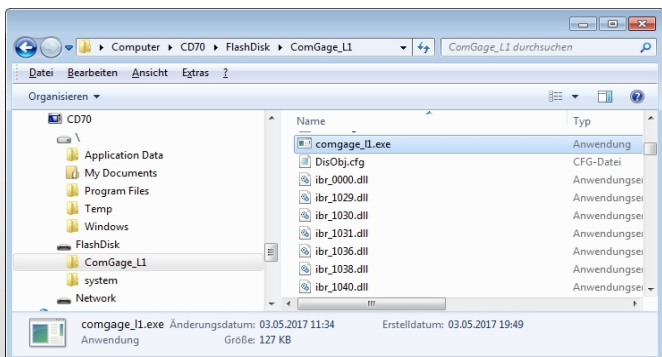 Computer ▸ CD70 ▸ FlashDisk ▸ ComGage_L1
ComGage_L1 durchsuchen
Datei Bearbeiten Ansicht Extras ?
Organisieren
CD70
\
Application Data
My Documents
Program Files
Temp
Windows
FlashDisk
ComGage_L1
system
Network
Name Typ
comgage_l1.exe Anwendung
DisObj.cfg CFG-Datei
ibr_0000.dll Anwendungser
ibr_1029.dll Anwendungser
ibr_1030.dll Anwendungser
ibr_1031.dll Anwendungser
ibr_1036.dll Anwendungser
ibr_1038.dll Anwendungser
ibr_1040.dll Anwendungser
comgage_l1.exe Änderungsdatum: 03.05.2017 11:34 Erstelldatum: 03.05.2017 19:49
Anwendung Größe: 127 KB